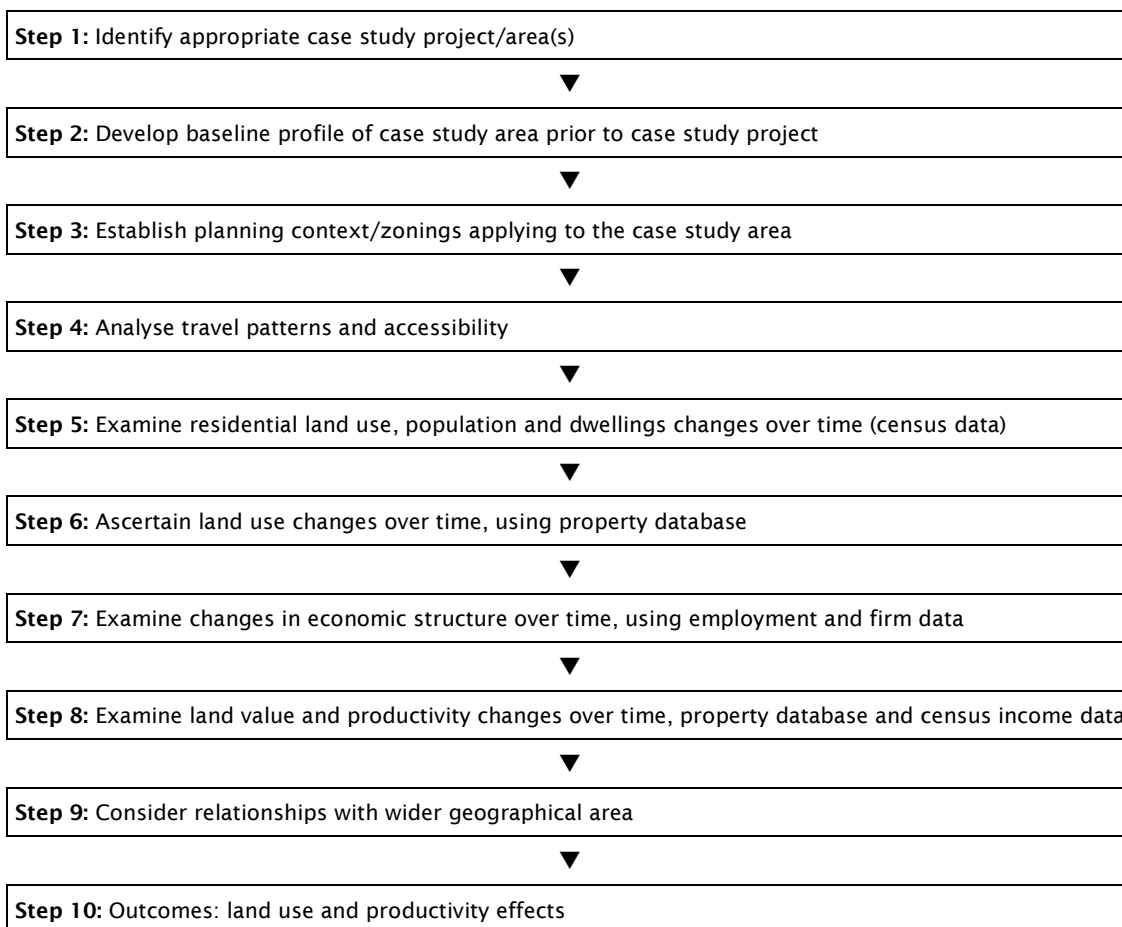 Step 1: Identify appropriate case study project/area(s)
Step 2: Develop baseline profile of case study area prior to case study project
Step 3: Establish planning context/zonings applying to the case study area
Step 4: Analyse travel patterns and accessibility
Step 5: Examine residential land use, population and dwellings changes over time (census data)
Step 6: Ascertain land use changes over time, using property database
Step 7: Examine changes in economic structure over time, using employment and firm data
Step 8: Examine land value and productivity changes over time, property database and census income data
Step 9: Consider relationships with wider geographical area
Step 10: Outcomes: land use and productivity effects